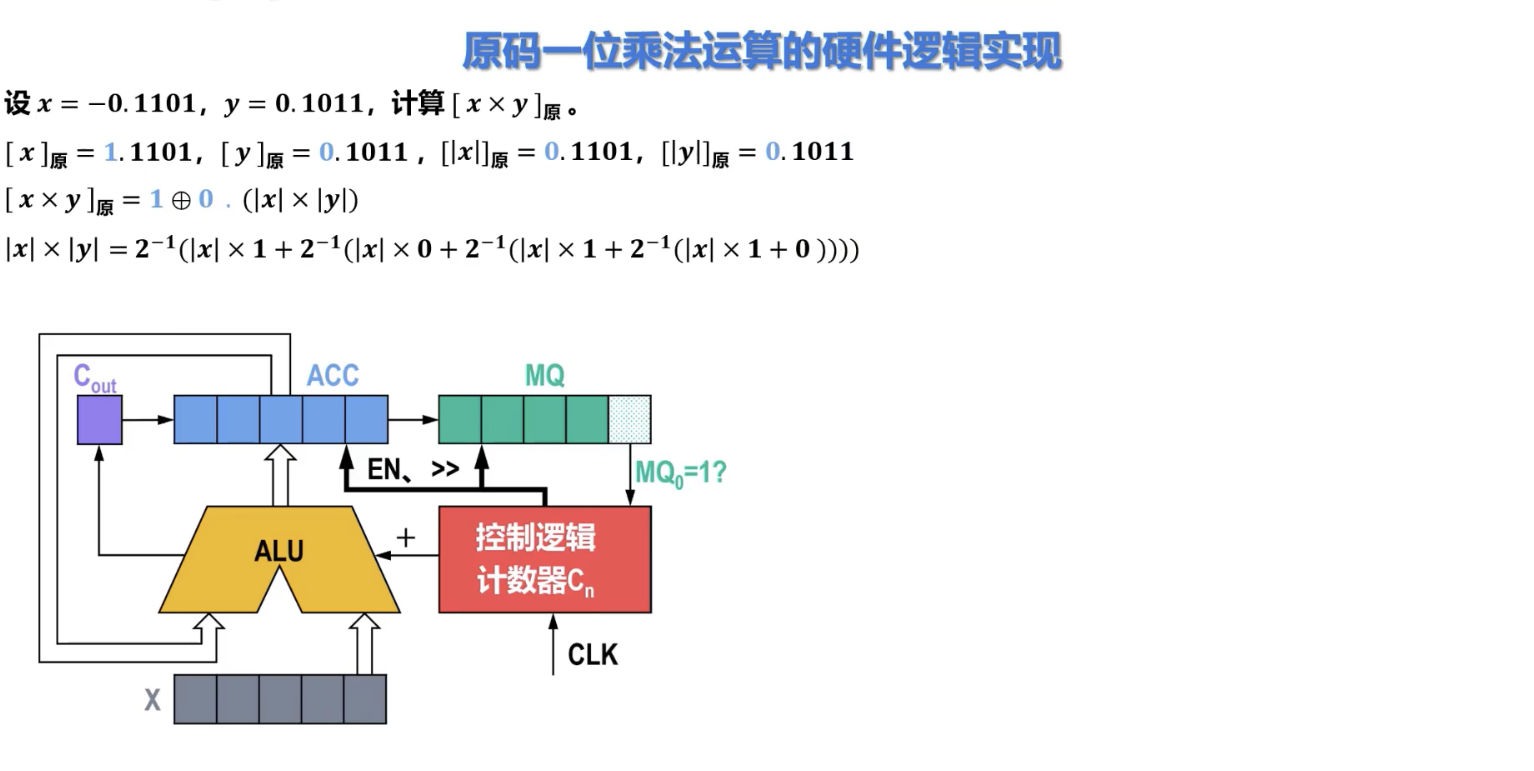 原码一位乘法运算的硬件逻辑实现
设 x = −0.1101，y = 0.1011，计算 [ x × y ]原 。
[ x ]原 = 1.1101，[ y ]原 = 0.1011，[|x|]原 = 0.1101，[|y|]原 = 0.1011
[ x × y ]原 = 1 ⊕ 0 . (|x| × |y|)
|x| × |y| = 2⁻¹(|x| × 1 + 2⁻¹(|x| × 0 + 2⁻¹(|x| × 1 + 2⁻¹(|x| × 1 + 0 ))))
Cout ACC MQ
EN、 >> MQ0=1?
ALU + 控制逻辑
计数器Cn
CLK
X